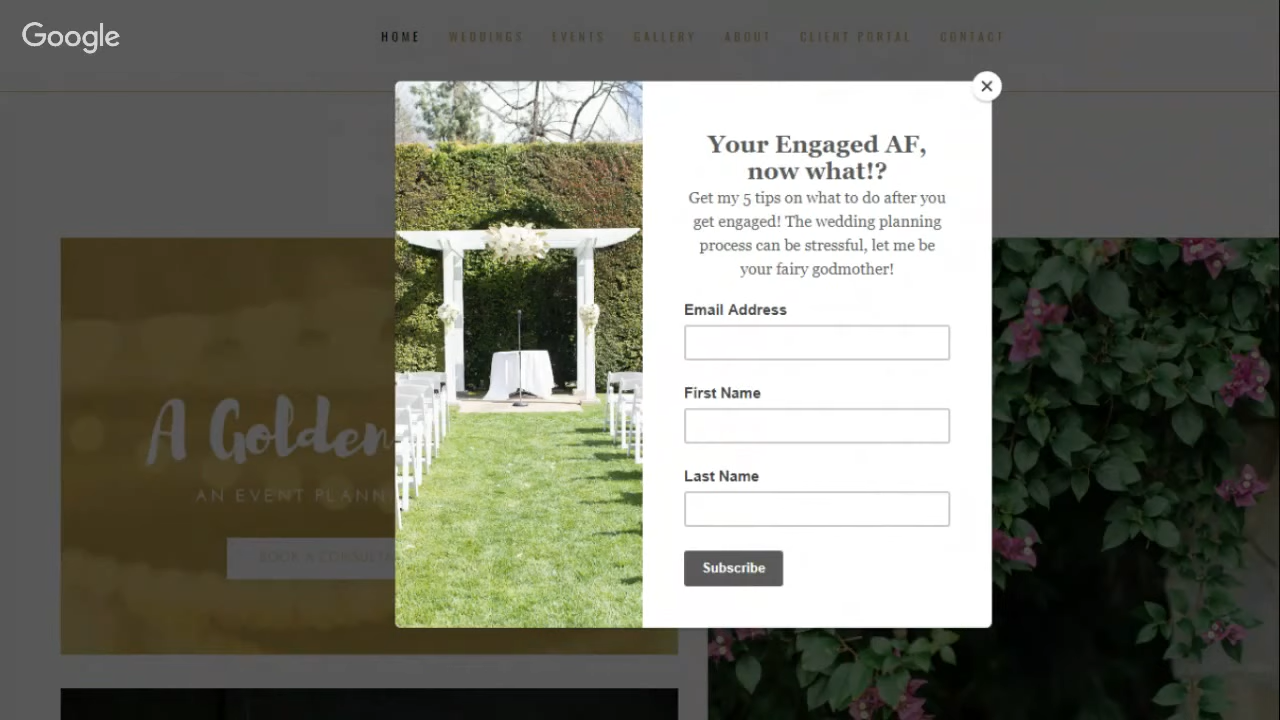 Google
HOME WEDDINGS EVENTS GALLERY ABOUT CLIENT PORTAL CONTACT
Your Engaged AF,
now what!?
Get my 5 tips on what to do after you
get engaged! The wedding planning
process can be stressful, let me be
your fairy godmother!
Email Address
First Name
Last Name
Subscribe
A Golden
AN EVENT PLANN
BOOK A CONSULTA